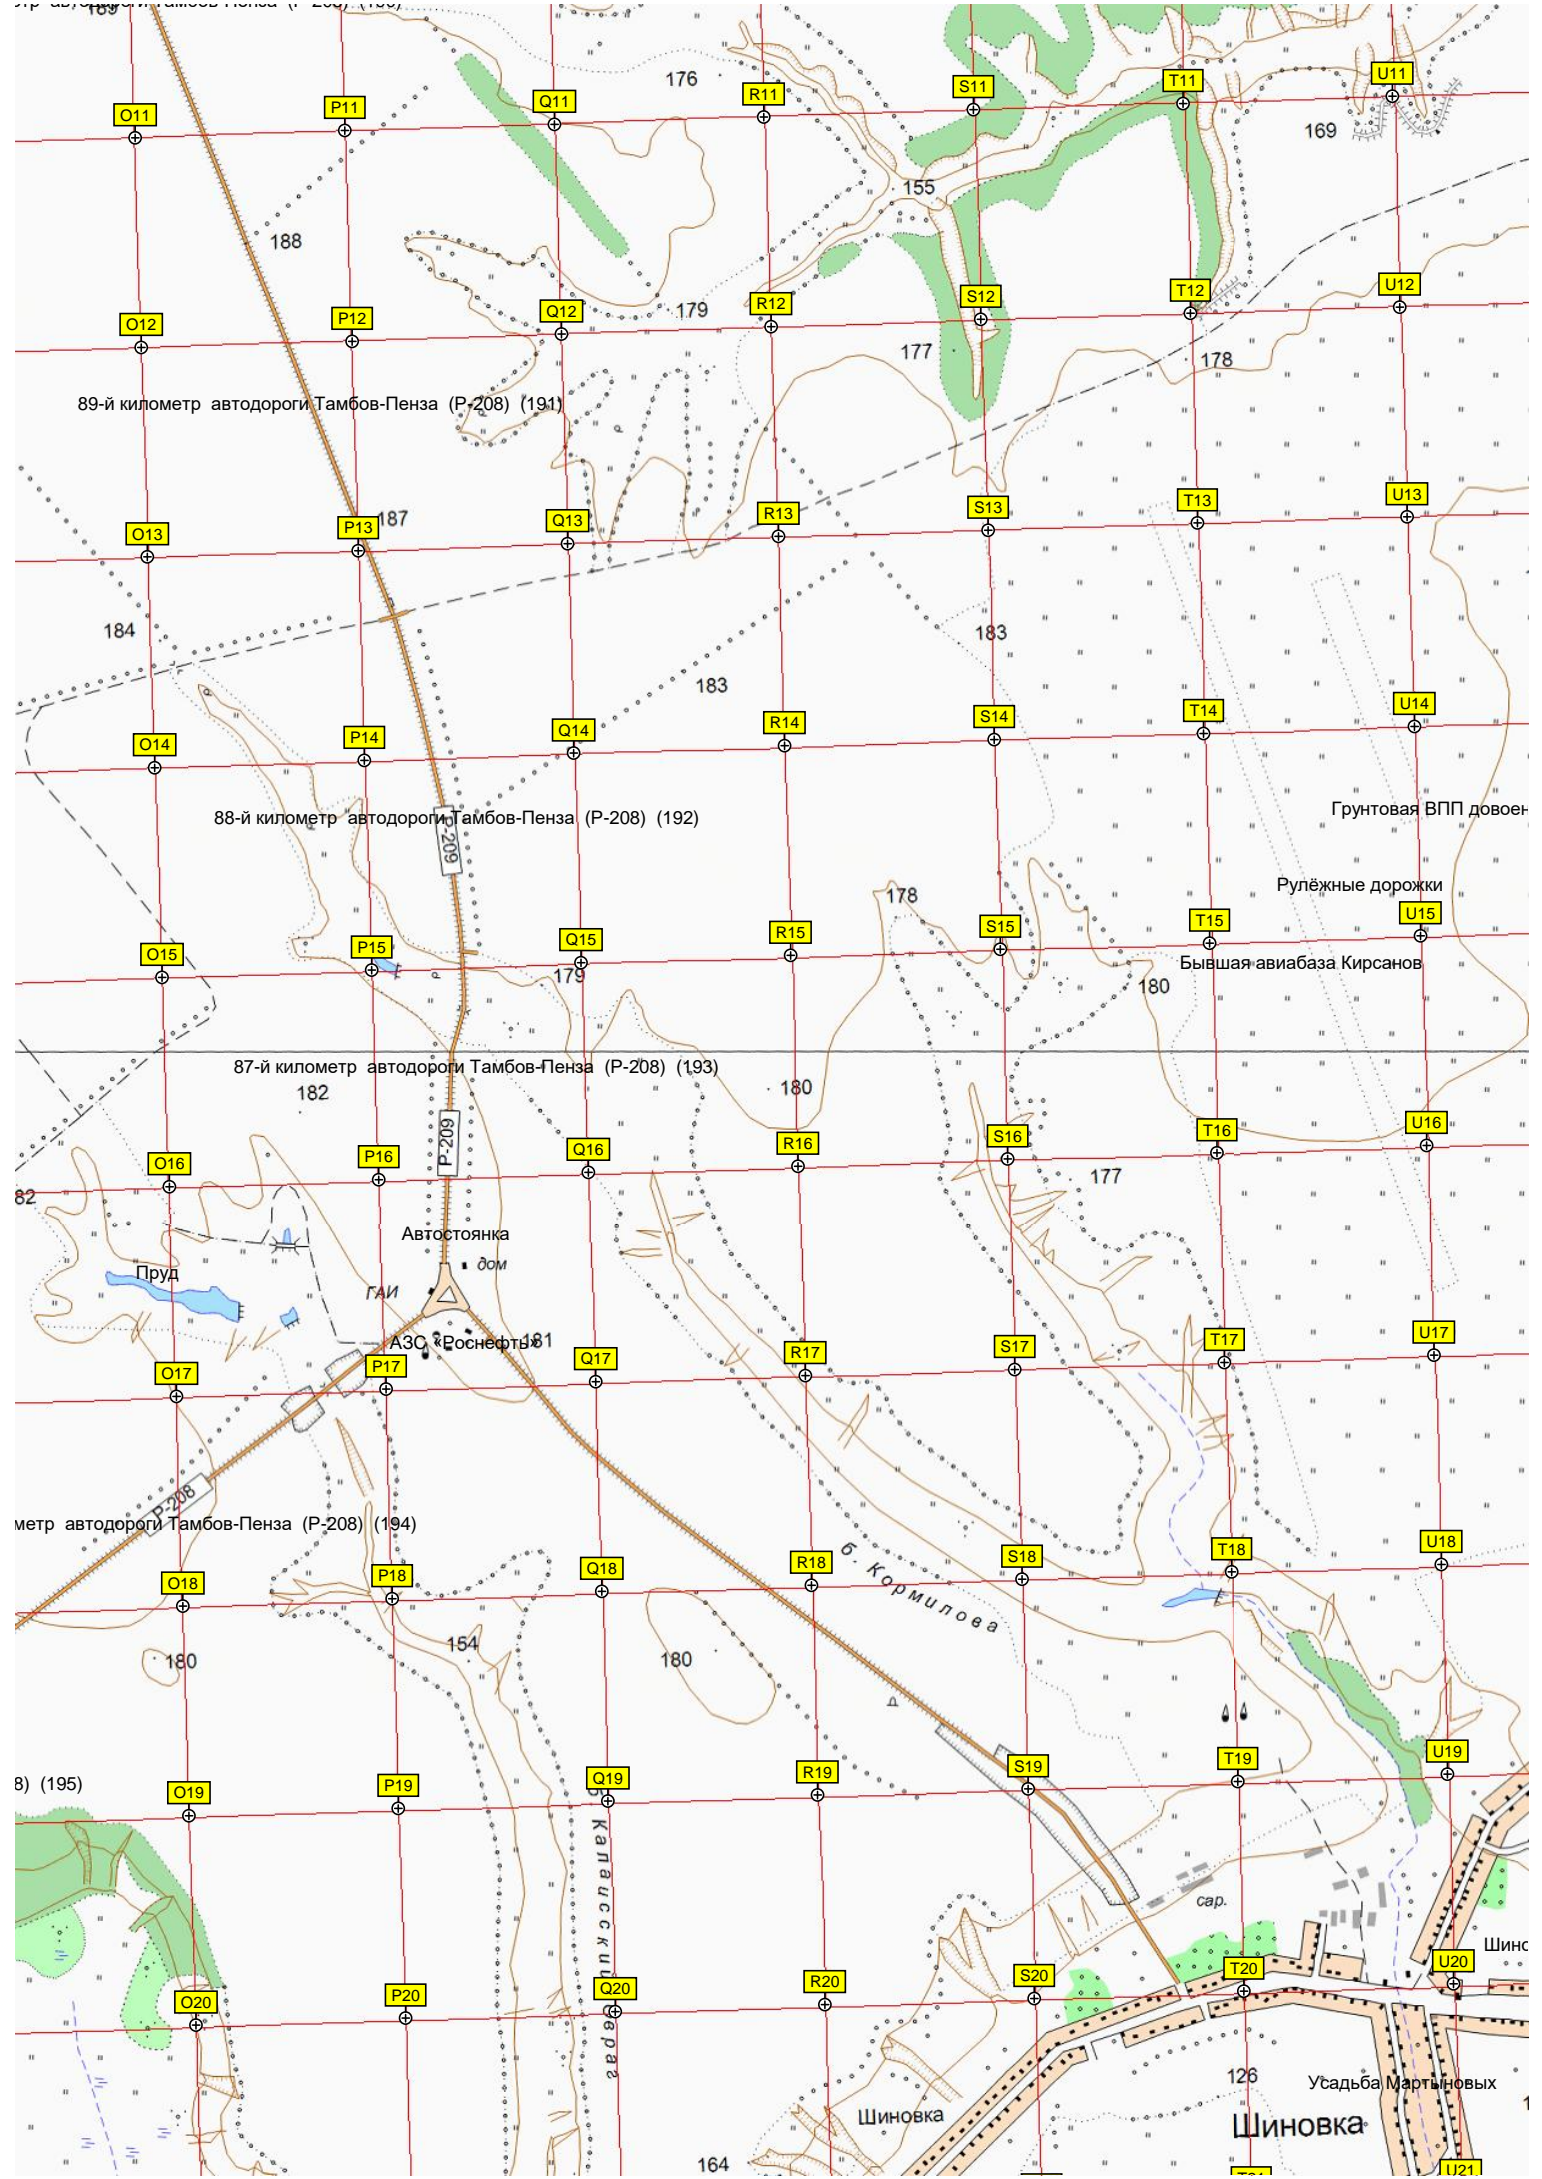 189
176
O11
P11
Q11
R11
S11
T11
U11
169
155
188
O12
P12
Q12
179
R12
S12
T12
U12
177
178
89-й километр автодороги Тамбов-Пенза (Р-208) (191)
O13
P13
187
Q13
R13
S13
T13
U13
184
183
183
O14
P14
Q14
R14
S14
T14
U14
88-й километр автодороги Тамбов-Пенза (Р-208) (192)
Р-209
Грунтовая ВПП довоен
Рулёжные дорожки
178
O15
P15
Q15
R15
S15
T15
U15
179
Бывшая авиабаза Кирсанов
180
87-й километр автодороги Тамбов-Пенза (Р-208) (193)
182
180
Р-209
O16
P16
Q16
R16
S16
T16
U16
177
82
Автостоянка
дом
Пруд
ГАИ
АЗС «Роснефть»
181
O17
P17
Q17
R17
S17
T17
U17
Р-208
метр автодороги Тамбов-Пенза (Р-208) (194)
O18
P18
Q18
R18
б. Кормилова
S18
T18
U18
180
154
180
8) (195)
O19
P19
Q19
R19
S19
T19
U19
сар.
Шино
O20
P20
Q20
R20
S20
T20
U20
126
Усадьба Мартыновых
Шиновка
Шиновка
164
U21